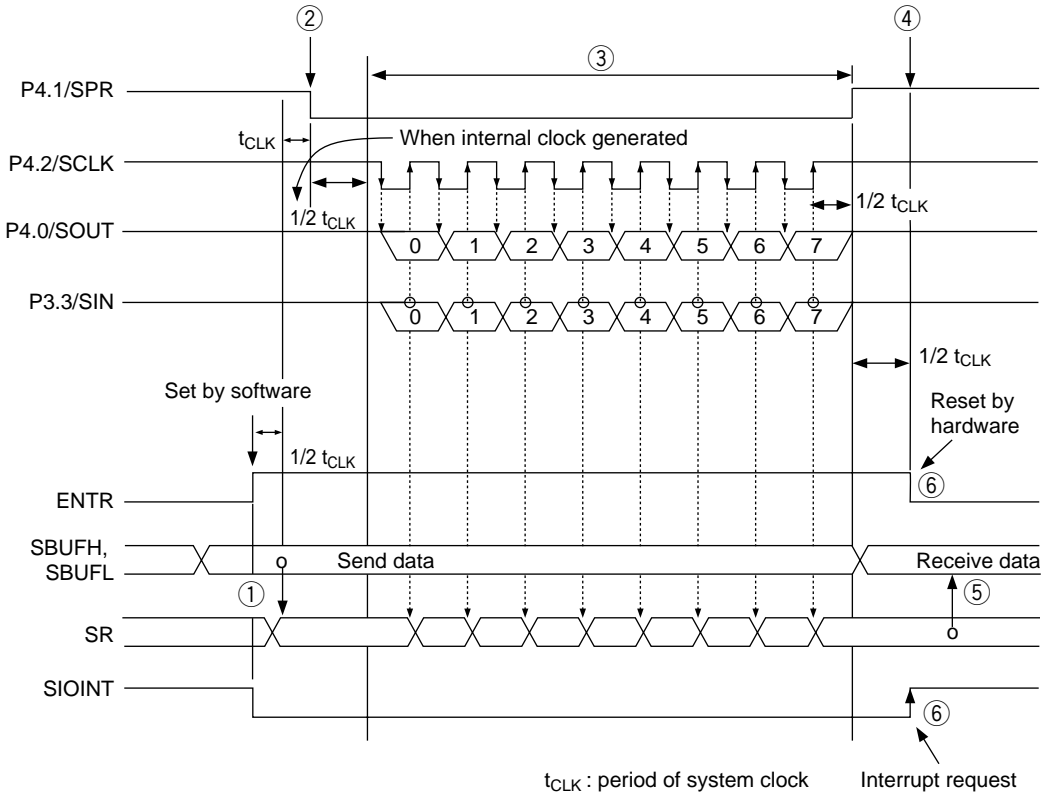 ② ④
③
P4.1/SPR
tCLK
When internal clock generated
P4.2/SCLK
1/2 tCLK
1/2 tCLK
P4.0/SOUT
0 1 2 3 4 5 6 7
P3.3/SIN
0 1 2 3 4 5 6 7
1/2 tCLK
Set by software
Reset by
hardware
1/2 tCLK
⑥
ENTR
SBUFH,
SBUFL
Send data
Receive data
① ⑤
SR
SIOINT
⑥
tCLK : period of system clock
Interrupt request